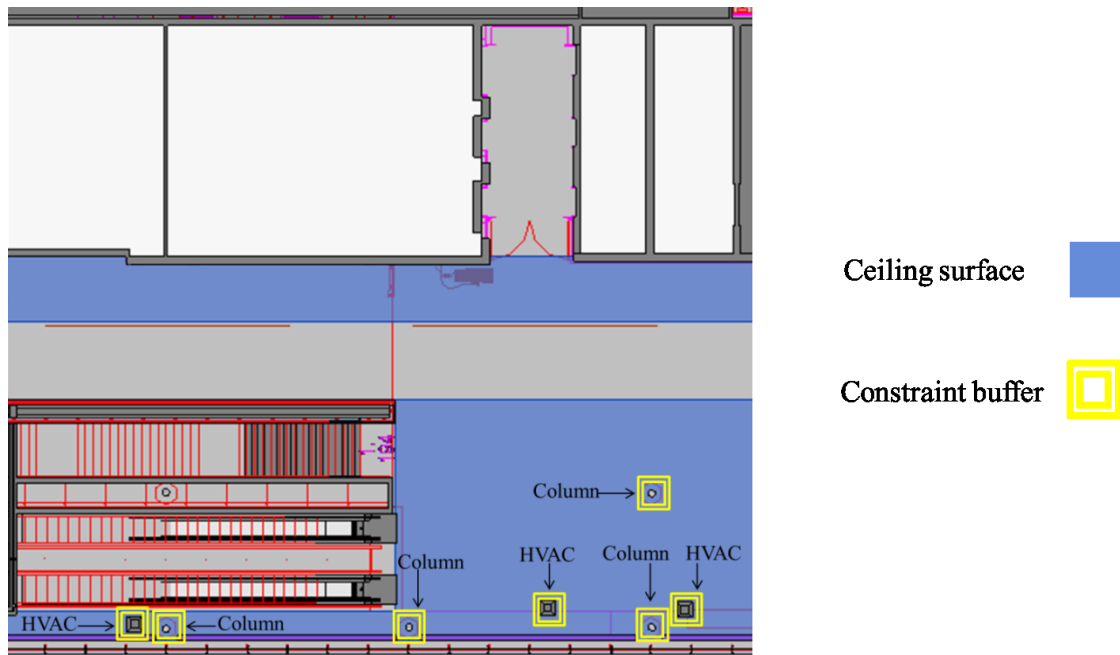 Ceiling surface
Constraint buffer
Column
Column
HVAC
Column
HVAC
HVAC
Column